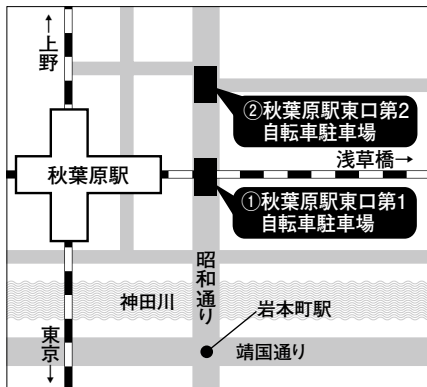 ←上野
②秋葉原駅東口第2
自転車駐車場
浅草橋→
秋葉原駅
①秋葉原駅東口第1
自転車駐車場
昭和通り
神田川
岩本町駅
東京→
靖国通り